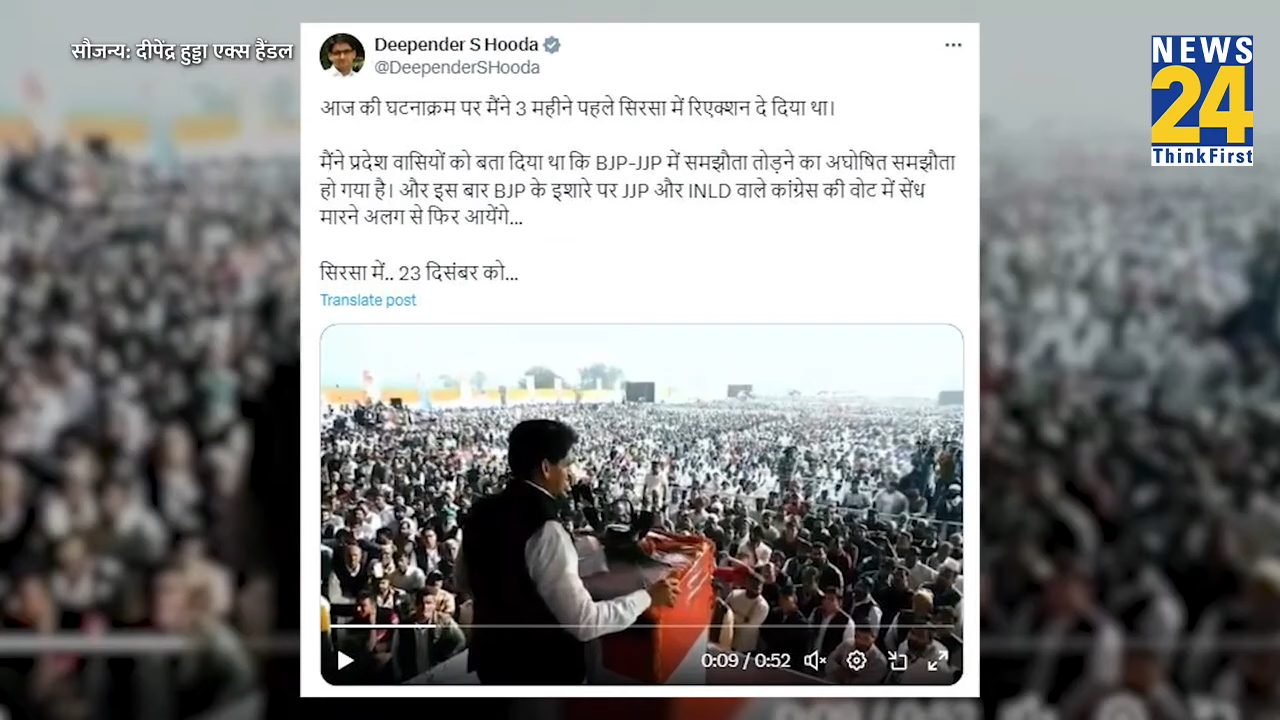 सौजन्य: दीपेंद्र हुड्डा एक्स हैंडल
Deepender S Hooda
@DeependerSHooda
NEWS
24
ThinkFirst
आज की घटनाक्रम पर मैंने 3 महीने पहले सिरसा में रिएक्शन दे दिया था।
मैंने प्रदेश वासियों को बता दिया था कि BJP-JJP में समझौता तोड़ने का अघोषित समझौता
हो गया है। और इस बार BJP के इशारे पर JJP और INLD वाले कांग्रेस की वोट में सेंध
मारने अलग से फिर आयेंगे...
सिरसा में.. 23 दिसंबर को...
Translate post
0:09 / 0:52